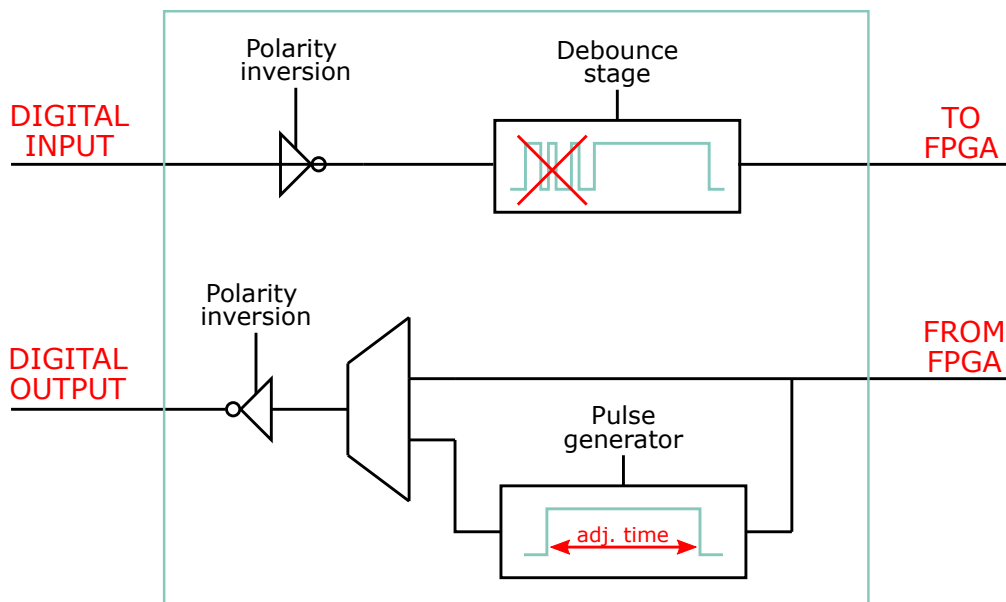 Polarity
inversion
Debounce
stage
DIGITAL
INPUT
TO
FPGA
Polarity
inversion
DIGITAL
OUTPUT
FROM
FPGA
Pulse
generator
adj. time